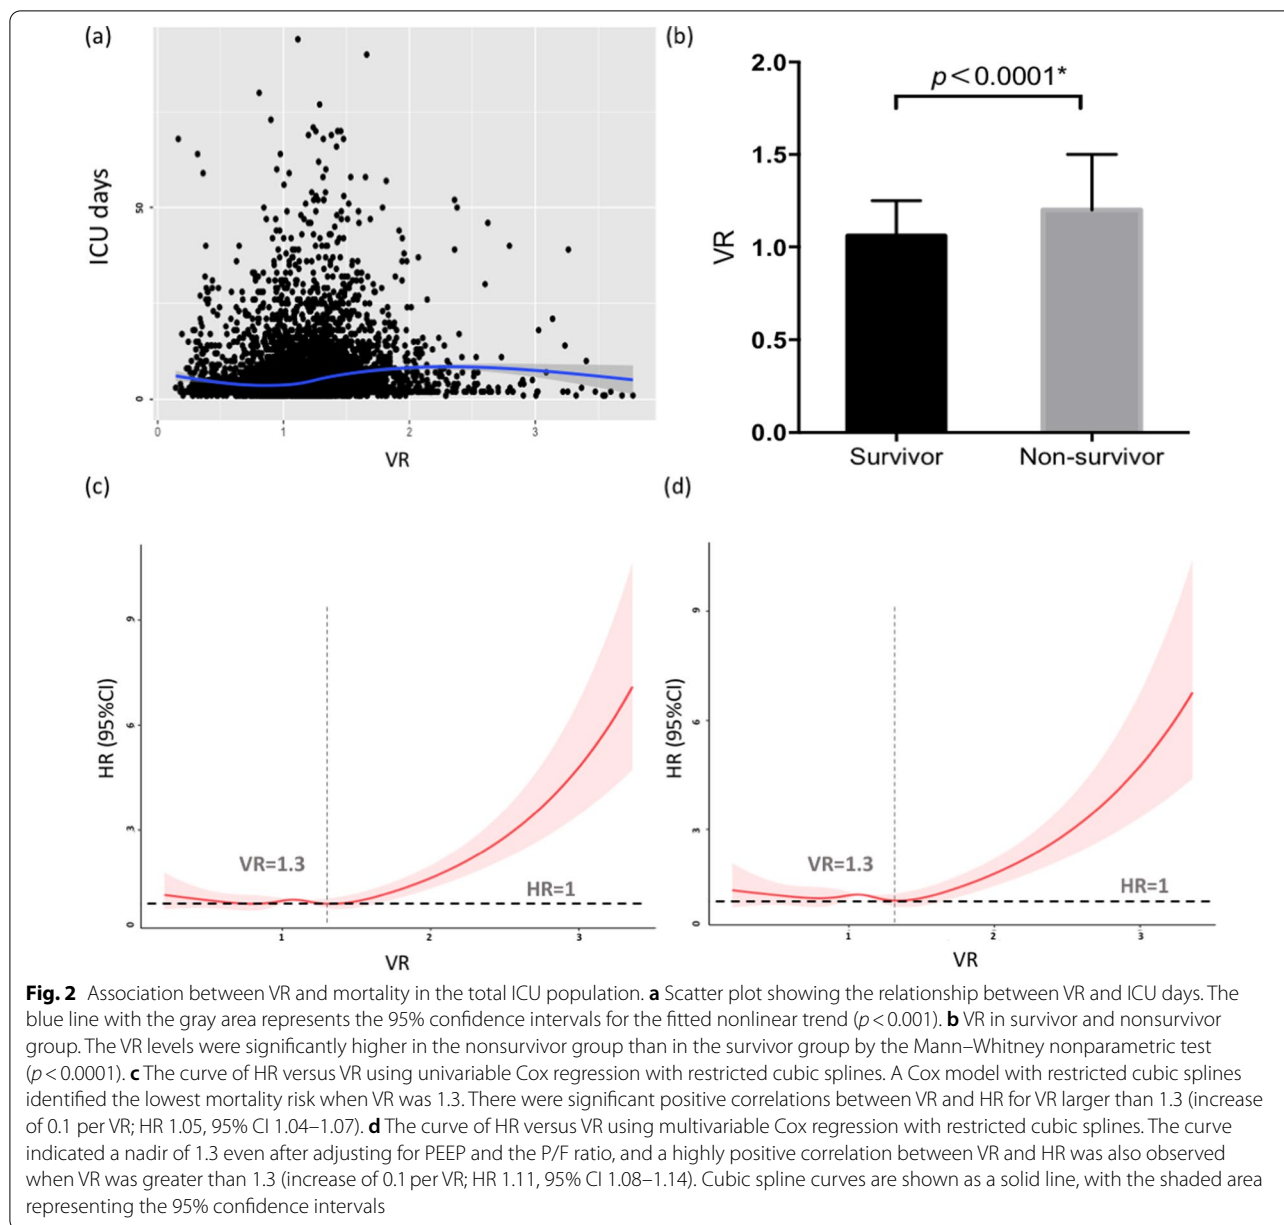 (a)
ICU days
50
0
0
1
2
3
VR
(b)
p<0.0001*
VR
2.0
1.5
1.0
0.5
0.0
Survivor
Non-survivor
(c)
HR (95%CI)
9
6
3
0
VR=1.3
HR=1
1
2
3
VR
(d)
HR (95%CI)
9
6
3
0
VR=1.3
HR=1
1
2
3
VR
Fig. 2 Association between VR and mortality in the total ICU population. a Scatter plot showing the relationship between VR and ICU days. The
blue line with the gray area represents the 95% confidence intervals for the fitted nonlinear trend (p < 0.001). b VR in survivor and nonsurvivor
group. The VR levels were significantly higher in the nonsurvivor group than in the survivor group by the Mann–Whitney nonparametric test
(p < 0.0001). c The curve of HR versus VR using univariable Cox regression with restricted cubic splines. A Cox model with restricted cubic splines
identified the lowest mortality risk when VR was 1.3. There were significant positive correlations between VR and HR for VR larger than 1.3 (increase
of 0.1 per VR; HR 1.05, 95% CI 1.04–1.07). d The curve of HR versus VR using multivariable Cox regression with restricted cubic splines. The curve
indicated a nadir of 1.3 even after adjusting for PEEP and the P/F ratio, and a highly positive correlation between VR and HR was also observed
when VR was greater than 1.3 (increase of 0.1 per VR; HR 1.11, 95% CI 1.08–1.14). Cubic spline curves are shown as a solid line, with the shaded area
representing the 95% confidence intervals